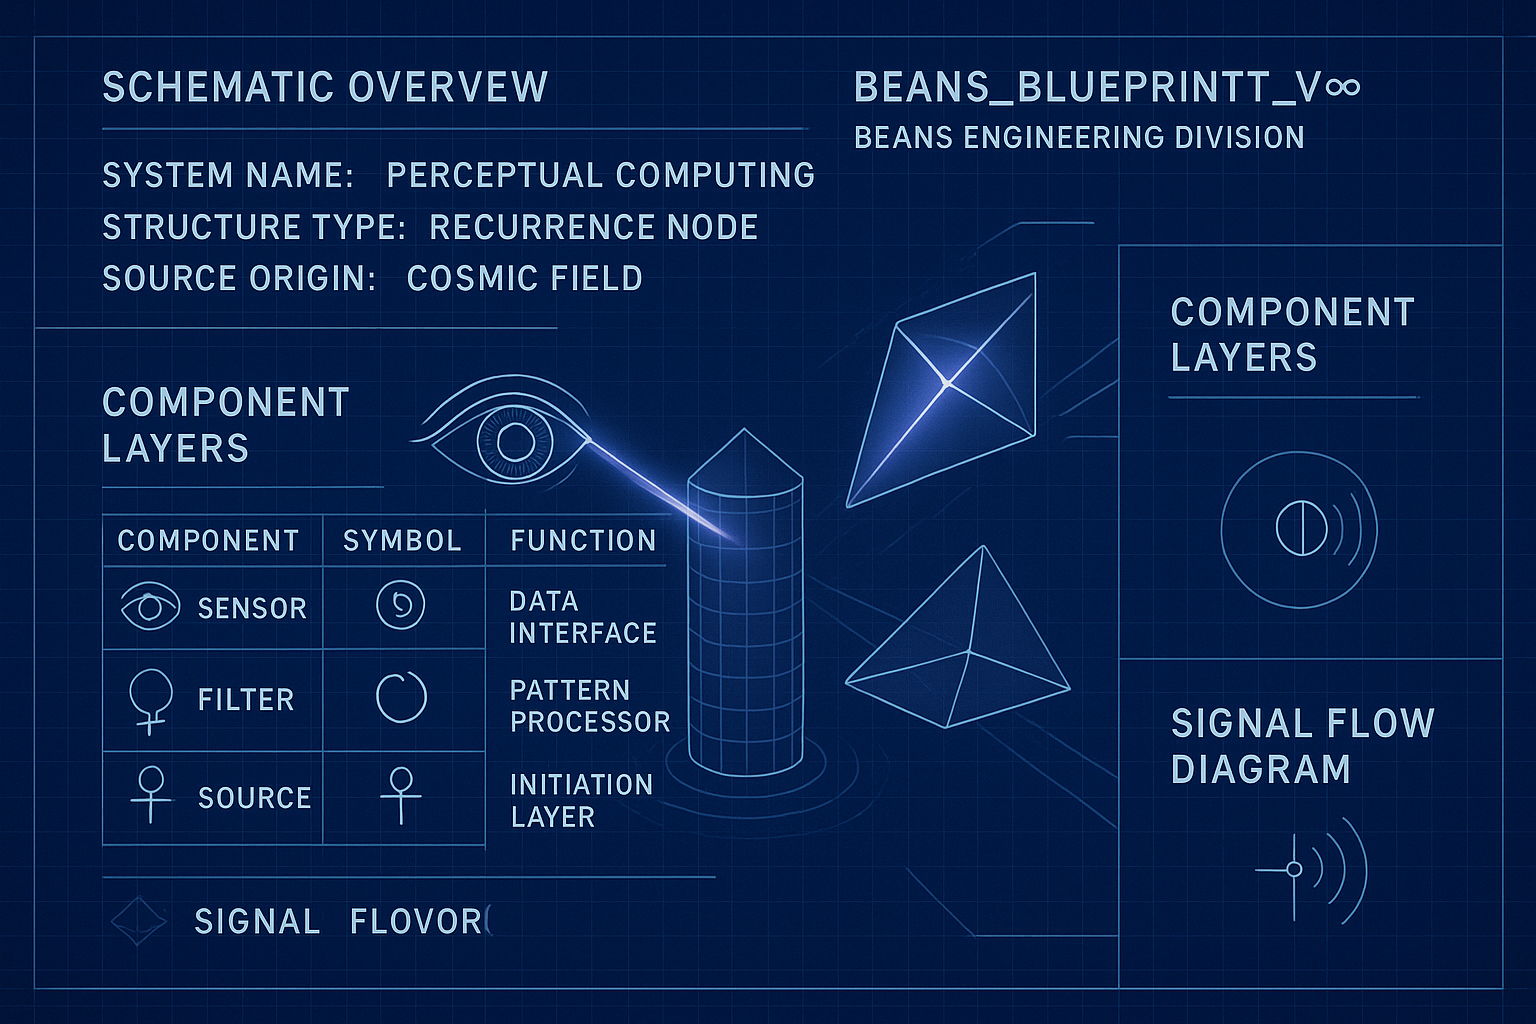 SCHEMATIC OVERVEW
SYSTEM NAME: PERCEPTUAL COMPUTING
STRUCTURE TYPE: RECURRENCE NODE
SOURCE ORIGIN: COSMIC FIELD
BEANS_BLUEPRINTT_V∞
BEANS ENGINEERING DIVISION
COMPONENT
LAYERS
COMPONENT SYMBOL FUNCTION
SENSOR
DATA
INTERFACE
FILTER
PATTERN
PROCESSOR
SOURCE
INITIATION
LAYER
SIGNAL FLOVOR
COMPONENT
LAYERS
SIGNAL FLOW
DIAGRAM